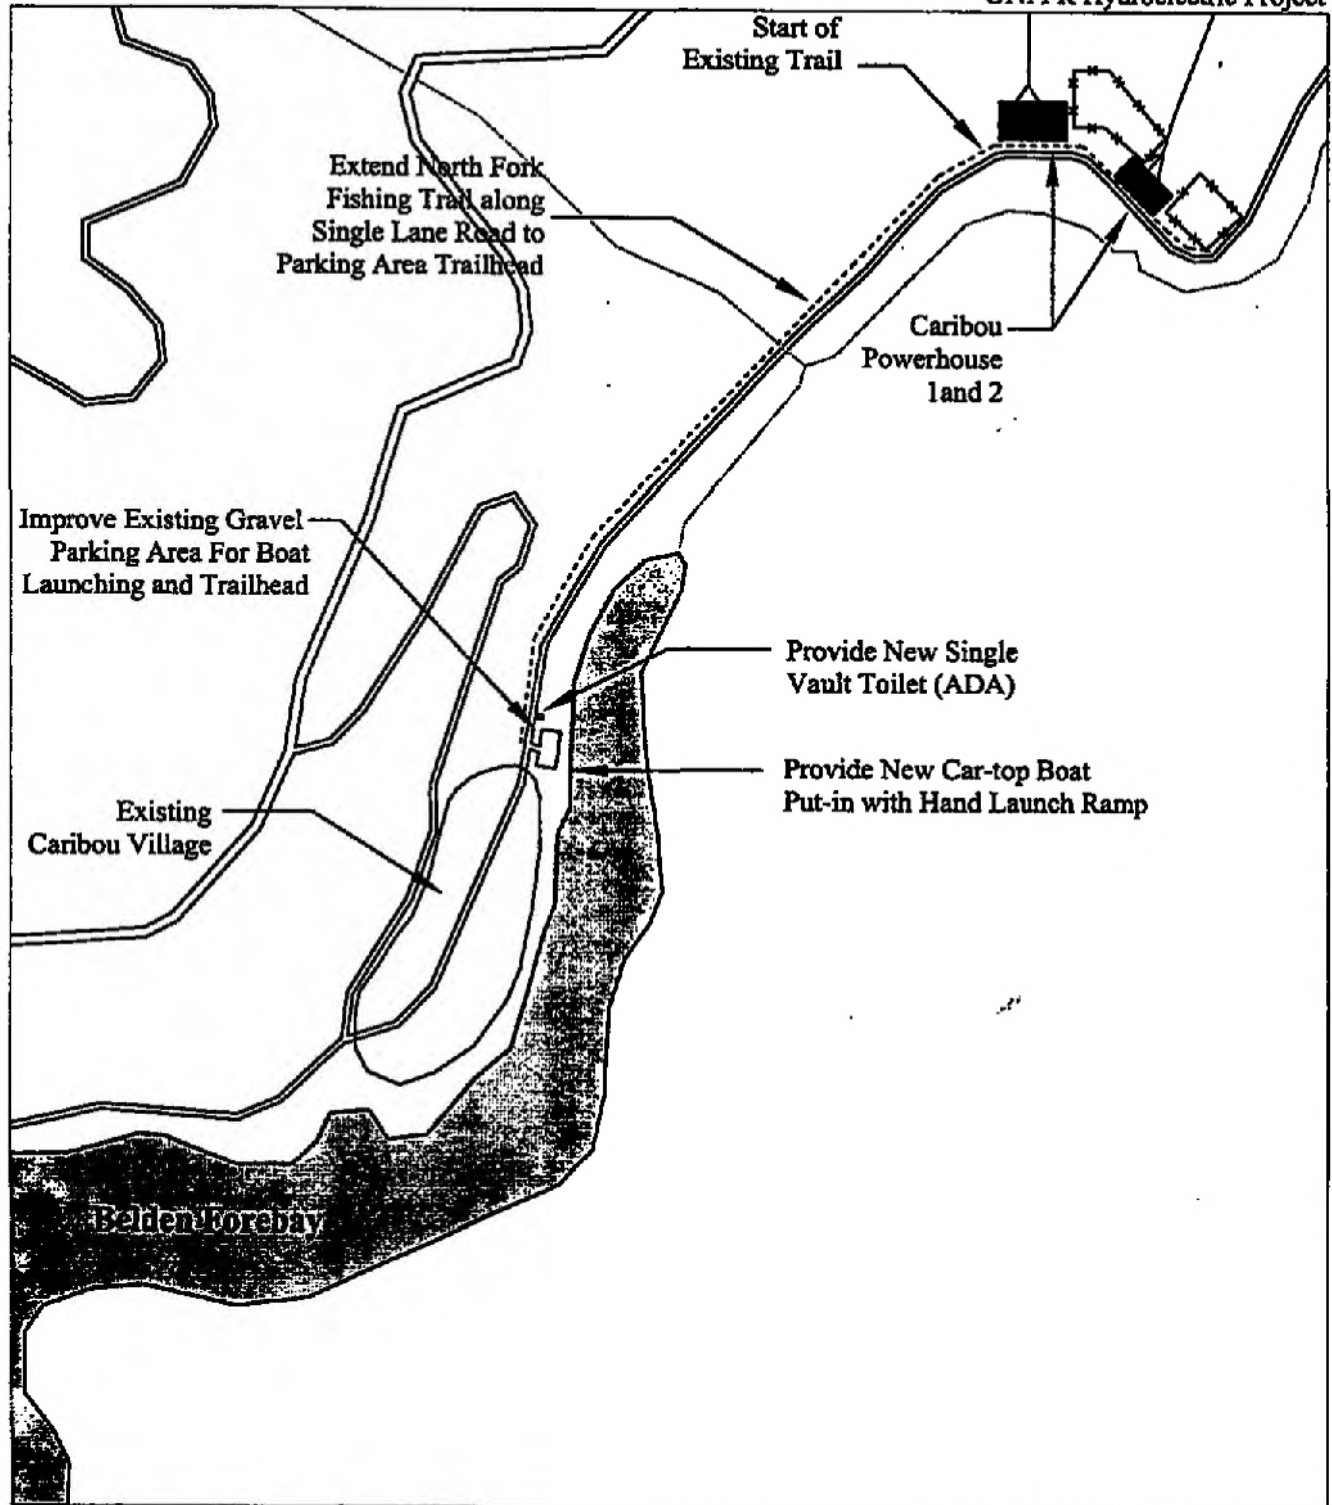 Hydroelectric Project
Start of
Existing Trail
Extend North Fork
Fishing Trail along
Single Lane Road to
Parking Area Trailhead
Caribou
Powerhouse
1and 2
Improve Existing Gravel
Parking Area For Boat
Launching and Trailhead
Provide New Single
Vault Toilet (ADA)
Provide New Car-top Boat
Put-in with Hand Launch Ramp
Existing
Caribou Village
Belden Forebay